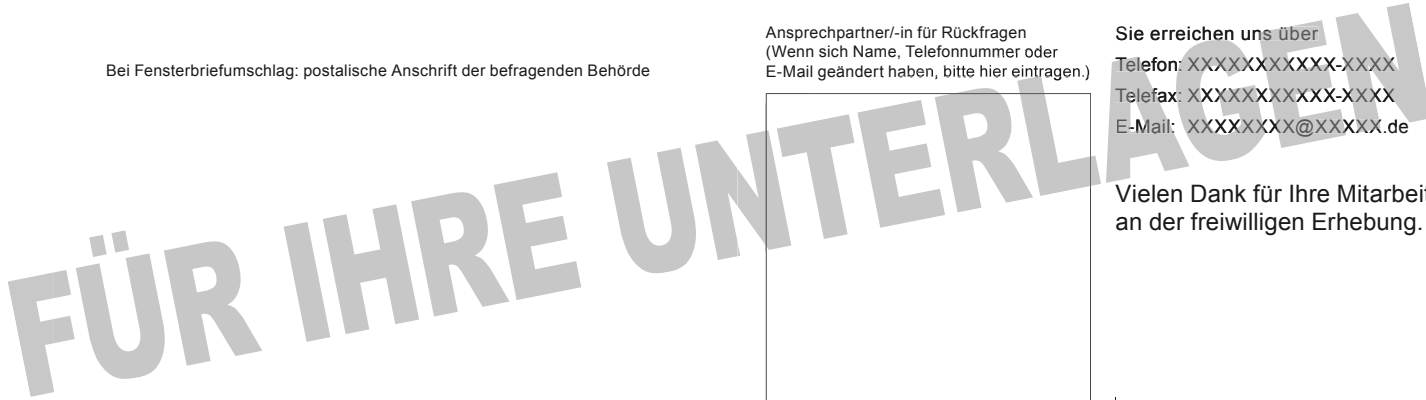 Bei Fensterbriefumschlag: postalische Anschrift der befragenden Behörde
Ansprechpartner/-in für Rückfragen
(Wenn sich Name, Telefonnummer oder
E-Mail geändert haben, bitte hier eintragen.)
Sie erreichen uns über
Telefon: XXXXXXXXXXX-XXXX
Telefax: XXXXXXXXXXX-XXXX
E-Mail: XXXXXXXX@XXXXX.de
Vielen Dank für Ihre Mitarbeit
an der freiwilligen Erhebung.
FÜR IHRE UNTERLAGEN